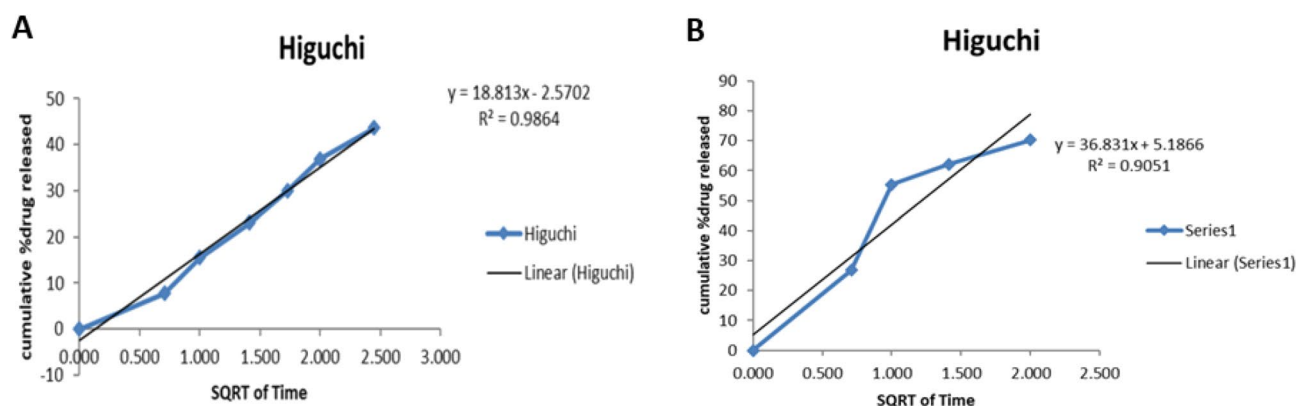 A
Higuchi
y = 18.813x - 2.5702
R² = 0.9864
cumulative %drug released
50
40
30
20
10
0
-10
0.000 0.500 1.000 1.500 2.000 2.500 3.000
SQRT of Time
Higuchi
Linear (Higuchi)
B
Higuchi
y = 36.831x + 5.1866
R² = 0.9051
cumulative %drug released
90
80
70
60
50
40
30
20
10
0
0.000 0.500 1.000 1.500 2.000 2.500
SQRT of Time
Series1
Linear (Series1)